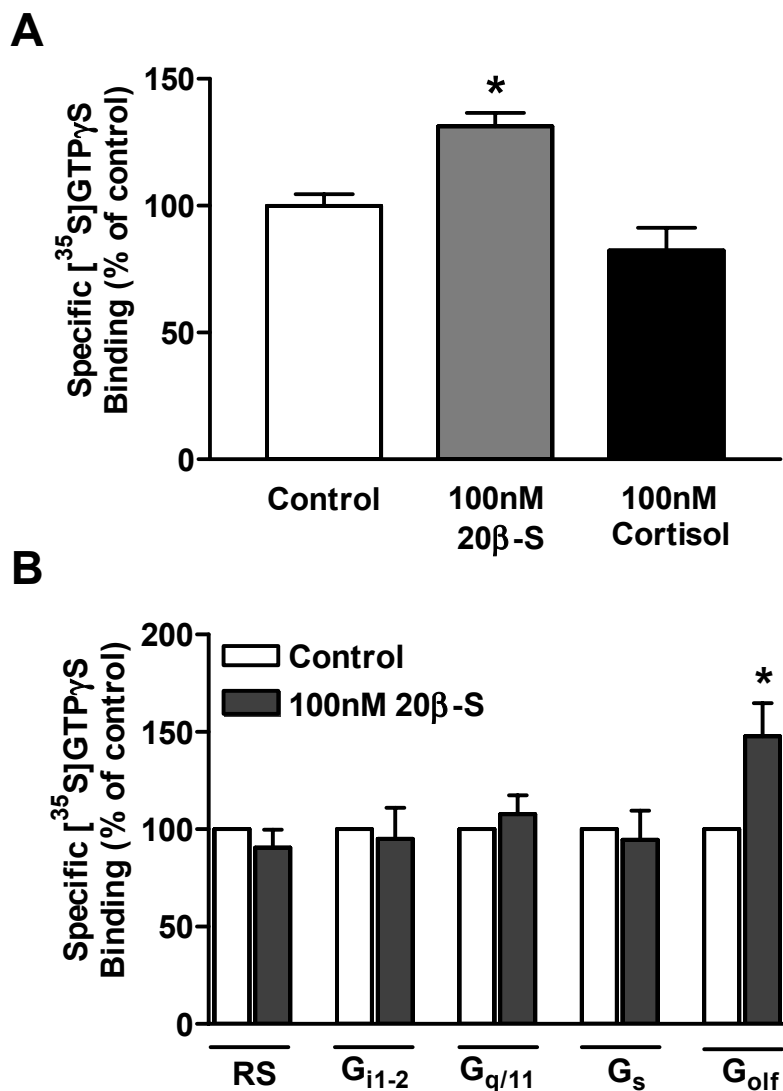 A
Specific [³⁵S]GTPγS
Binding (% of control)
150
100
50
0
*
Control
100nM
20β-S
100nM
Cortisol
B
Specific [³⁵S]GTPγS
Binding (% of control)
200
150
100
50
0
Control
100nM 20β-S
*
RS
Gi1-2
Gq/11
Gs
Golf